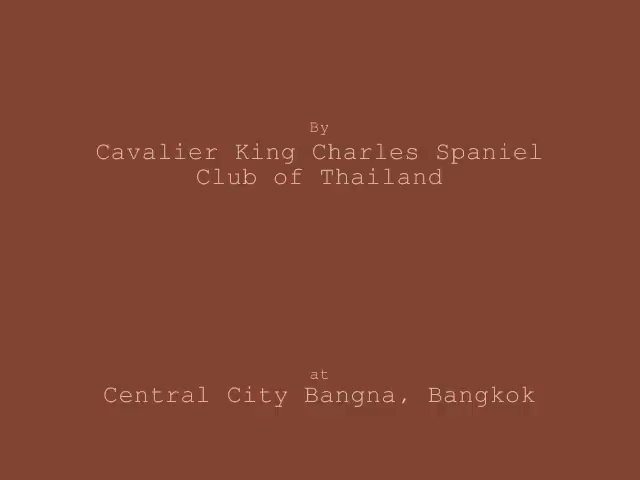 By
Cavalier King Charles Spaniel
Club of Thailand
at
Central City Bangna, Bangkok